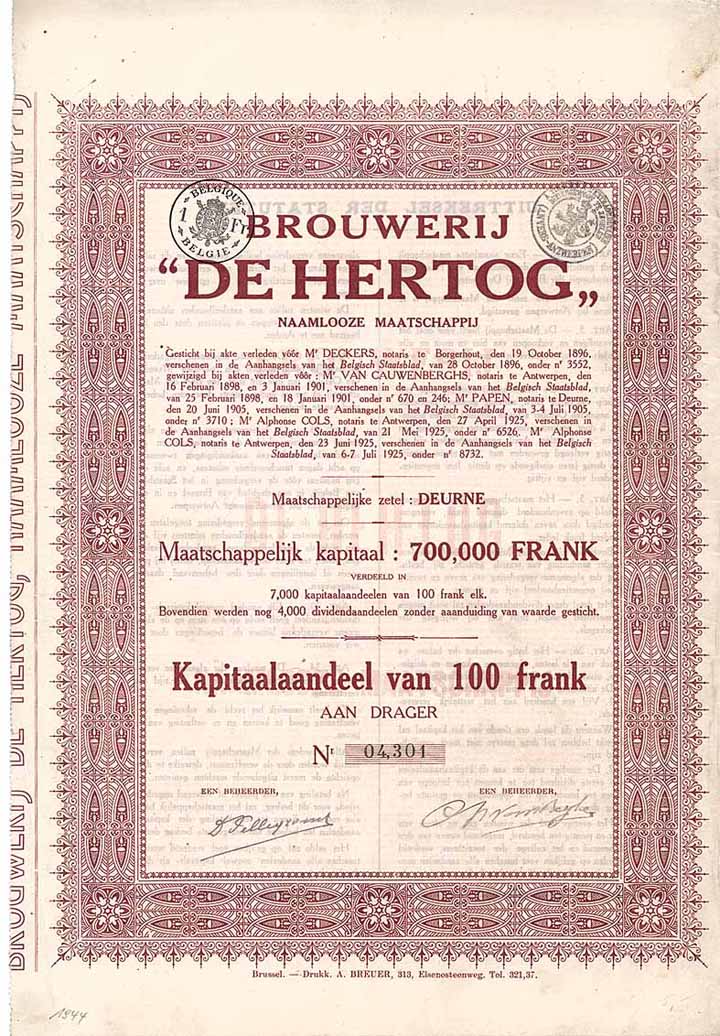 BELGIQUE
1 Fr
BELGIE
BROUWERIJ
“DE HERTOG„
NAAMLOOZE MAATSCHAPPIJ
Gesticht bij akte verleden vóór Mʳ DECKERS, notaris te Borgerhout, den 19 October 1896,
verschenen in de Aanhangsels van het Belgisch Staatsblad, van 28 October 1896, onder nʳ 3552,
gewijzigd bij akten verleden vóór : Mʳ VAN CAUWENBERGHS, notaris te Antwerpen, den
16 Februari 1898, en 3 Januari 1901, verschenen in de Aanhangsels van het Belgisch Staatsblad,
van 25 Februari 1898, en 18 Januari 1901, onder nʳ 670 en 246; Mʳ PAPEN, notaris te Deurne,
den 20 Juni 1905, verschenen in de Aanhangsels van het Belgisch Staatsblad, van 3-4 Juli 1905,
onder nʳ 3710 ; Mʳ Alphonse COLS, notaris te Antwerpen, den 27 April 1925, verschenen in
de Aanhangsels van het Belgisch Staatsblad, van 21 Mei 1925, onder nʳ 6526, Mʳ Alphonse
COLS, notaris te Antwerpen, den 23 Juni 1925, verschenen in de Aanhangsels van het Belgisch
Staatsblad, van 6-7 Juli 1925, onder nʳ 8732.
Maatschappelijke zetel : DEURNE
Maatschappelijk kapitaal : 700,000 FRANK
VERDEELD IN
7,000 kapitaalaandeelen van 100 frank elk.
Bovendien werden nog 4,000 dividendaandeelen zonder aanduiding van waarde gesticht.
Kapitaalaandeel van 100 frank
AAN DRAGER
Nʳ 04,301
EEN BEHEERDER, EEN BEHEERDER,
Brussel. — Drukk. A. BREUER, 313, Elsenesteenweg. Tel. 321,37.
1944
BROUWERIJ DE HERTOG, NAAMLOOZE MAATSCHAPPIJ